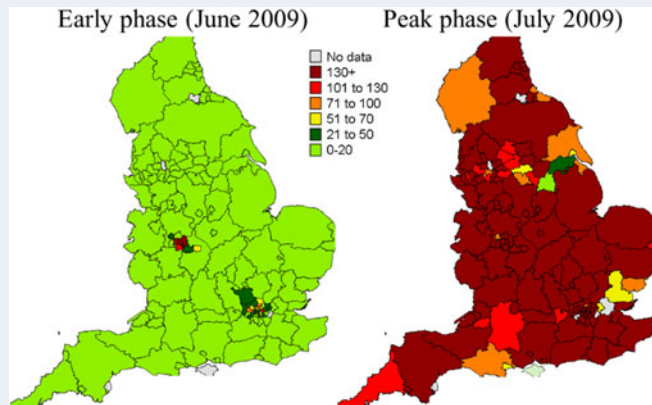 Early phase (June 2009)
Peak phase (July 2009)
No data
130+
101 to 130
71 to 100
51 to 70
21 to 50
0-20